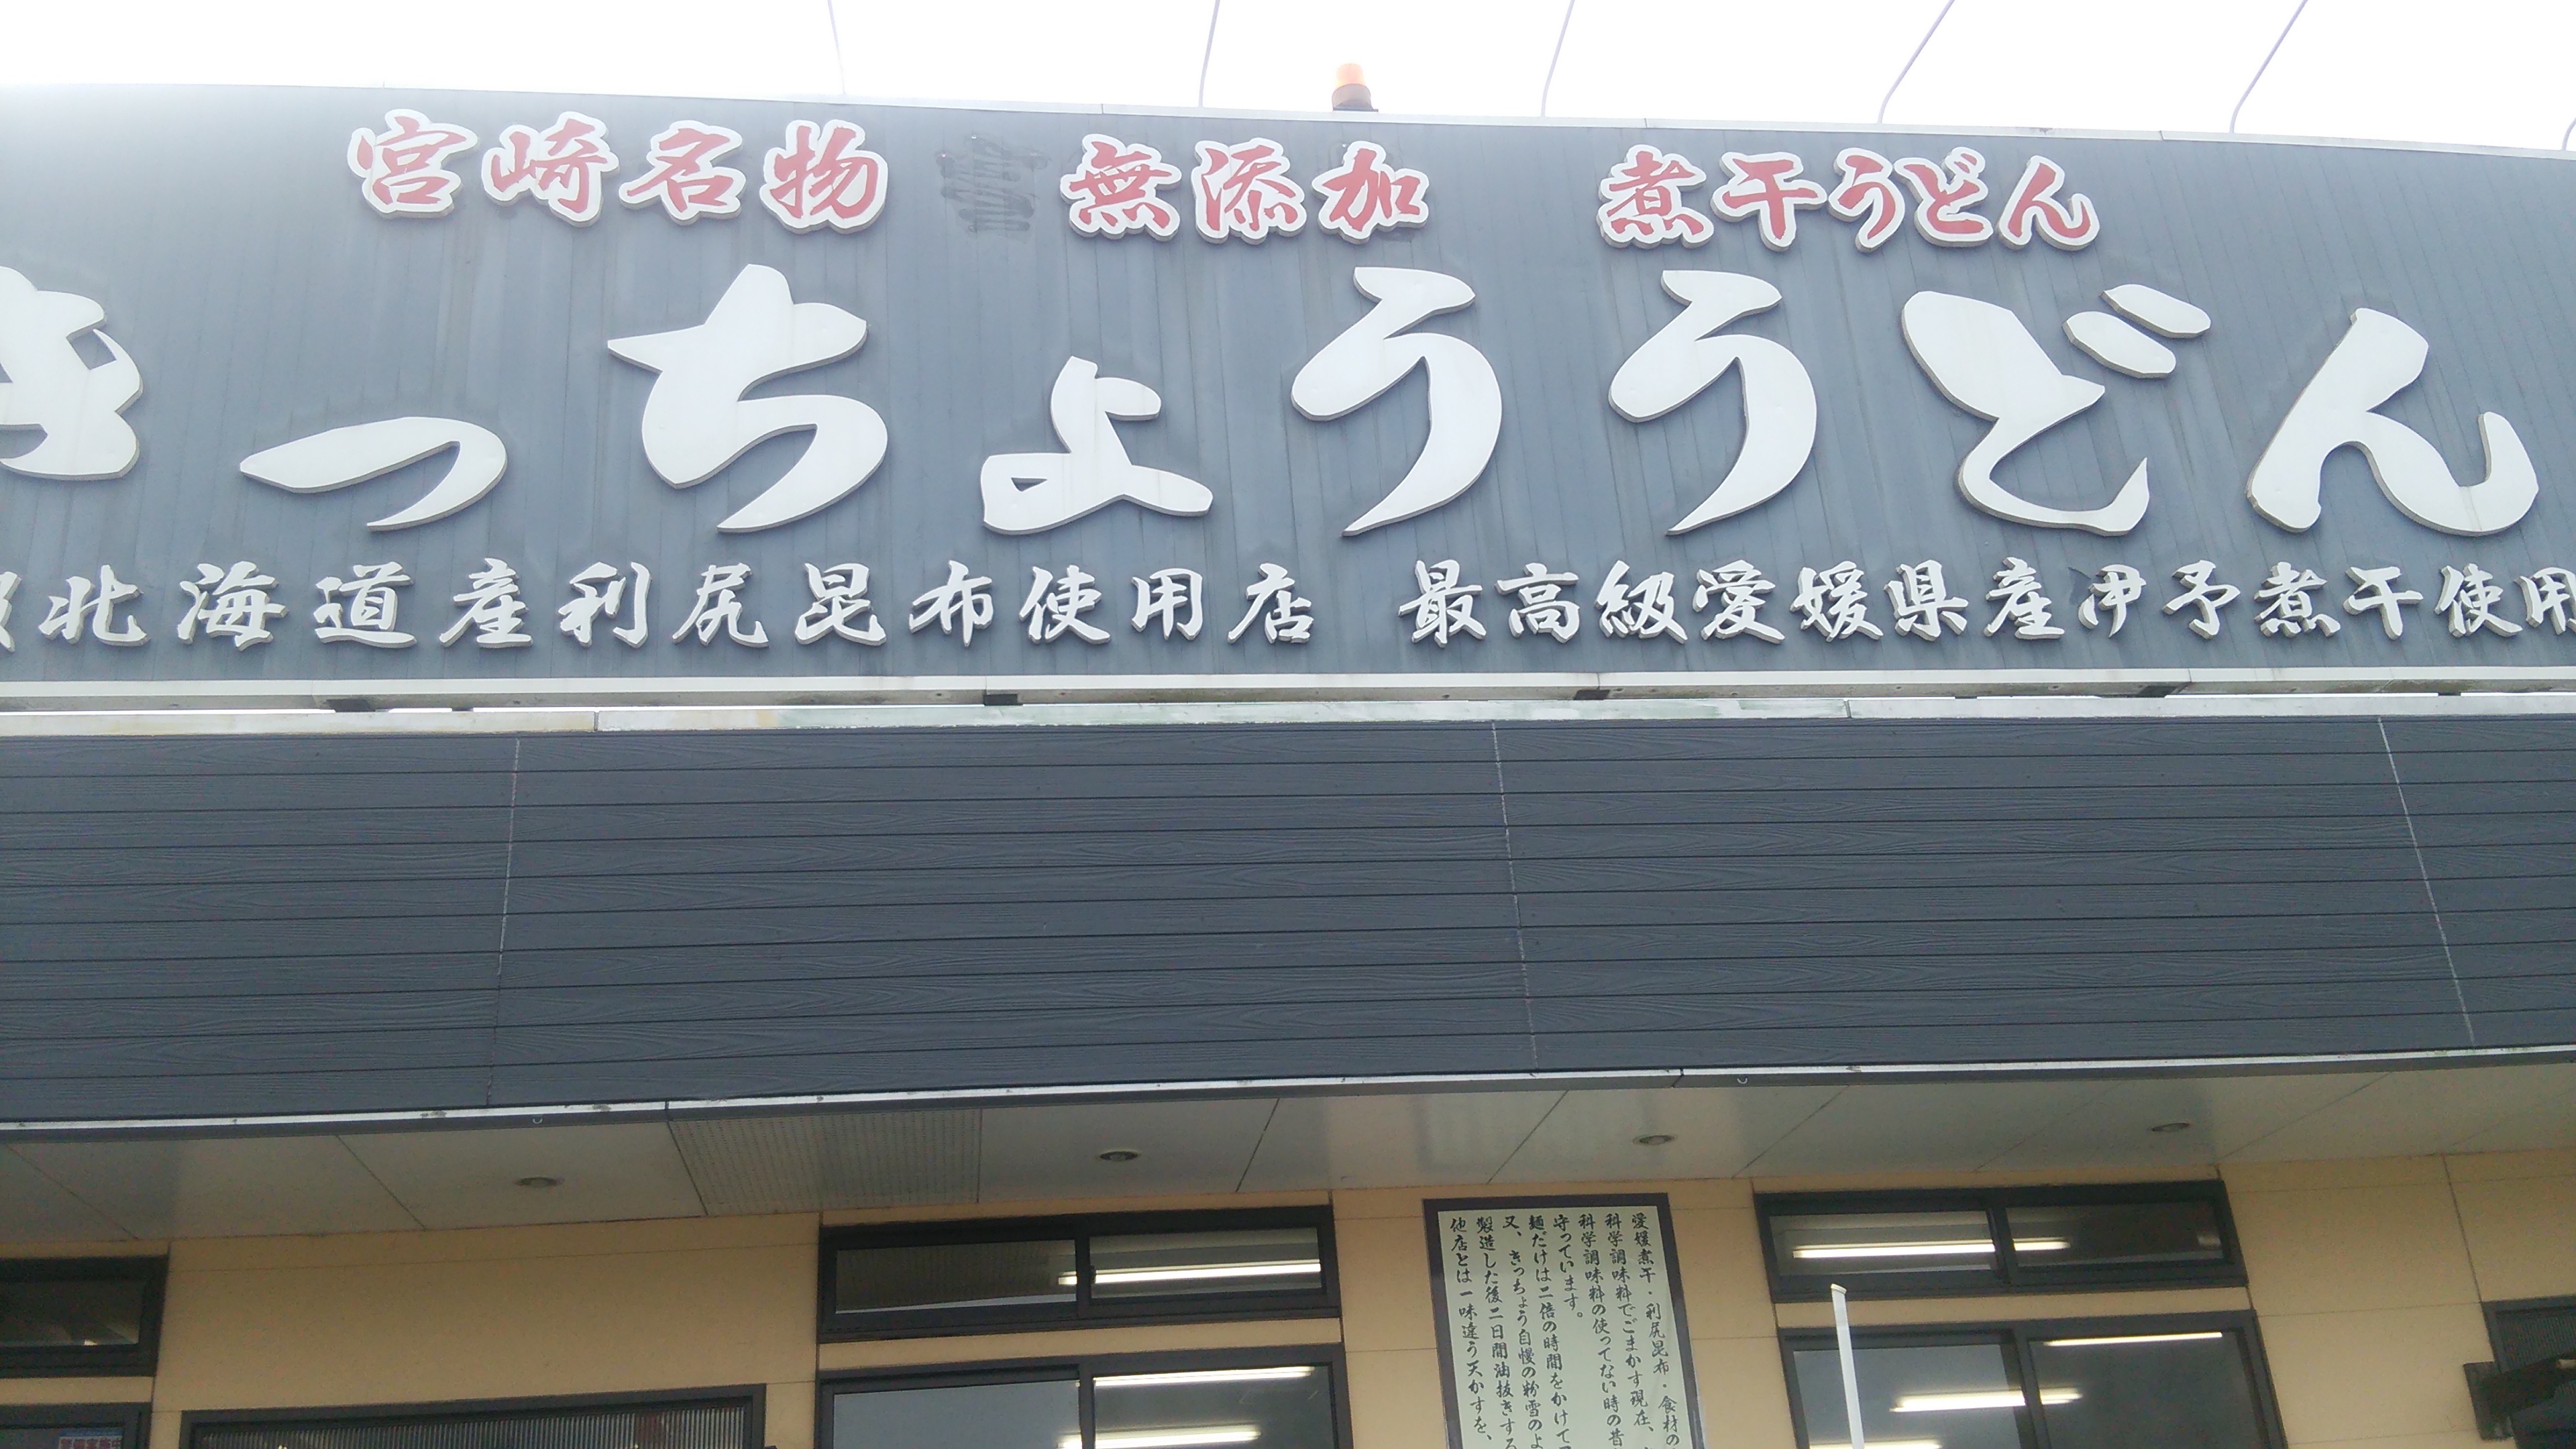 宮崎名物 無添加 煮干うどん
きっちょううどん
級北海道産利尻昆布使用店 最高級愛媛県産伊予煮干使用
愛媛煮干・利尻昆布・食材の
科学調味料でごまかす現在、
科学調味料の使ってない時の昔
守っています。
麺だけは二倍の時間をかけて
又、きっちょう自慢の粉雪のよ
製造した後二日間油抜きする
他店とは一味違う天かすを、